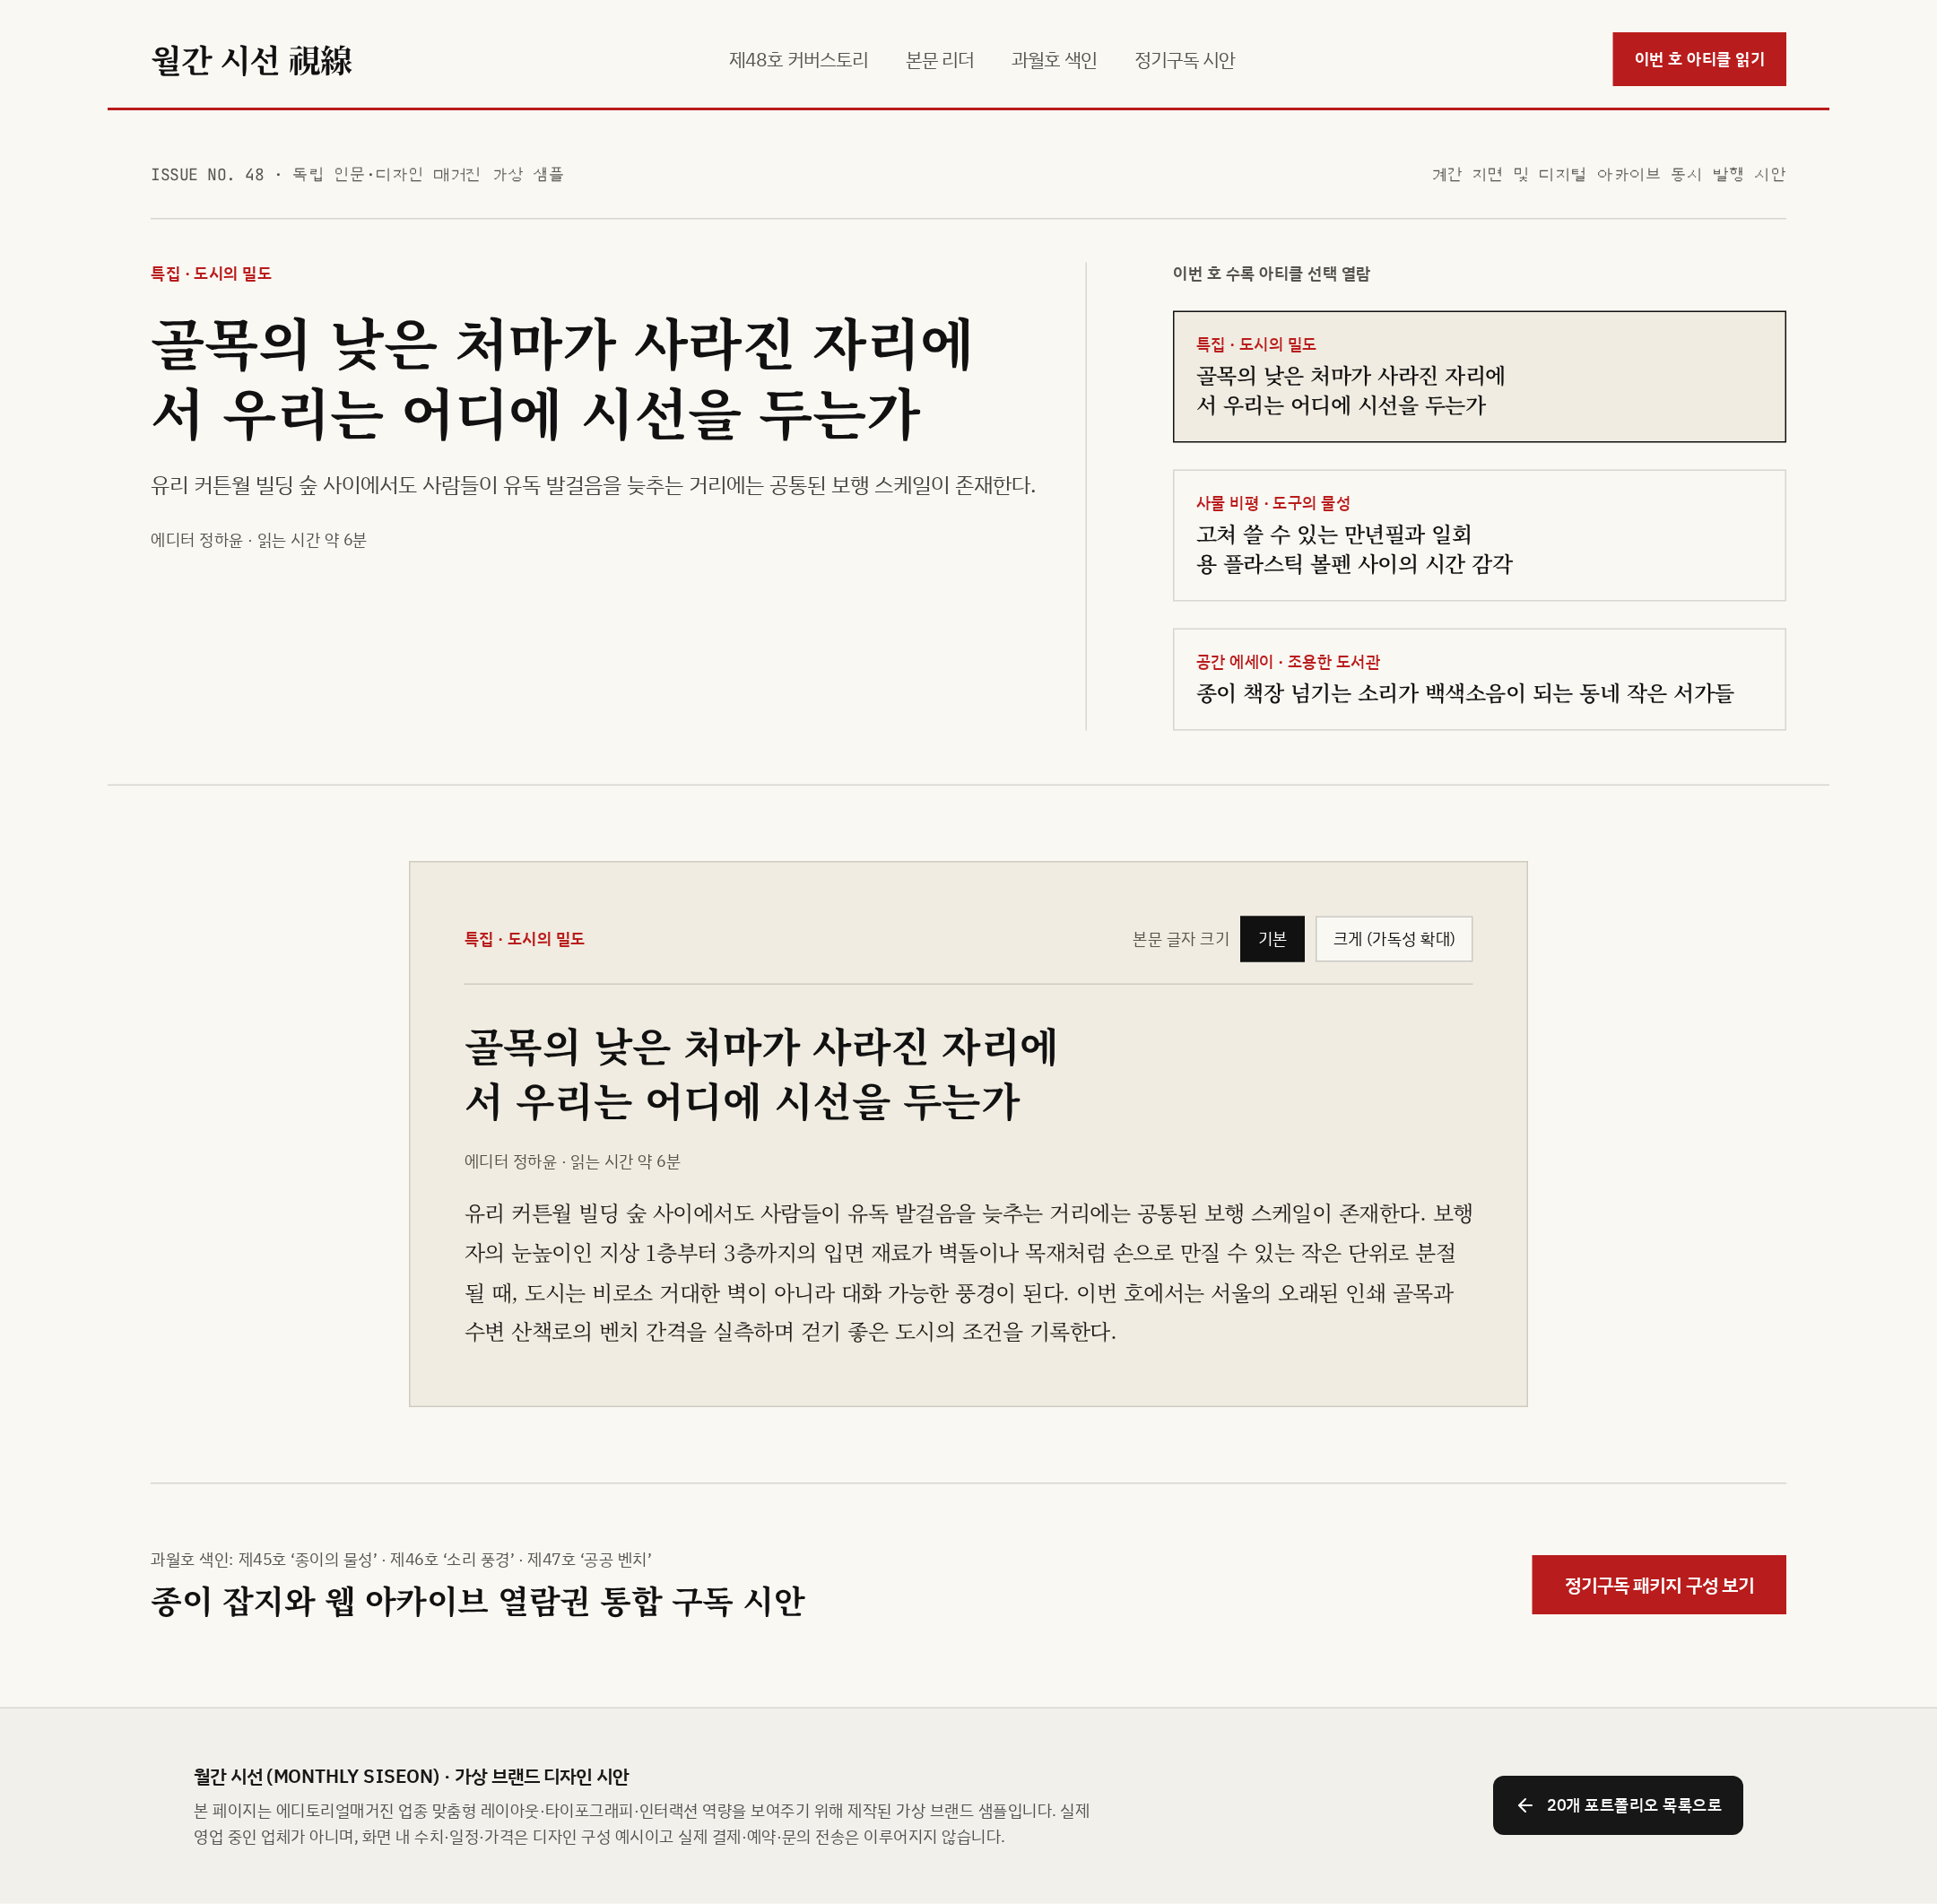 월간 시선 視線
제48호 커버스토리
본문 리더
과월호 색인
정기구독 시안
이번 호 아티클 읽기
ISSUE NO. 48 · 독립 인문·디자인 매거진 가상 샘플
계간 지면 및 디지털 아카이브 동시 발행 시안
특집 · 도시의 밀도
골목의 낮은 처마가 사라진 자리에
서 우리는 어디에 시선을 두는가
유리 커튼월 빌딩 숲 사이에서도 사람들이 유독 발걸음을 늦추는 거리에는 공통된 보행 스케일이 존재한다.
에디터 정하윤 · 읽는 시간 약 6분
이번 호 수록 아티클 선택 열람
특집 · 도시의 밀도
골목의 낮은 처마가 사라진 자리에
서 우리는 어디에 시선을 두는가
사물 비평 · 도구의 물성
고쳐 쓸 수 있는 만년필과 일회
용 플라스틱 볼펜 사이의 시간 감각
공간 에세이 · 조용한 도서관
종이 책장 넘기는 소리가 백색소음이 되는 동네 작은 서가들
특집 · 도시의 밀도
본문 글자 크기
기본
크게 (가독성 확대)
골목의 낮은 처마가 사라진 자리에
서 우리는 어디에 시선을 두는가
에디터 정하윤 · 읽는 시간 약 6분
유리 커튼월 빌딩 숲 사이에서도 사람들이 유독 발걸음을 늦추는 거리에는 공통된 보행 스케일이 존재한다. 보행
자의 눈높이인 지상 1층부터 3층까지의 입면 재료가 벽돌이나 목재처럼 손으로 만질 수 있는 작은 단위로 분절
될 때, 도시는 비로소 거대한 벽이 아니라 대화 가능한 풍경이 된다. 이번 호에서는 서울의 오래된 인쇄 골목과
수변 산책로의 벤치 간격을 실측하며 걷기 좋은 도시의 조건을 기록한다.
과월호 색인: 제45호 ‘종이의 물성’ · 제46호 ‘소리 풍경’ · 제47호 ‘공공 벤치’
종이 잡지와 웹 아카이브 열람권 통합 구독 시안
정기구독 패키지 구성 보기
월간 시선 (MONTHLY SISEON) · 가상 브랜드 디자인 시안
본 페이지는 에디토리얼매거진 업종 맞춤형 레이아웃·타이포그래피·인터랙션 역량을 보여주기 위해 제작된 가상 브랜드 샘플입니다. 실제
영업 중인 업체가 아니며, 화면 내 수치·일정·가격은 디자인 구성 예시이고 실제 결제·예약·문의 전송은 이루어지지 않습니다.
← 20개 포트폴리오 목록으로